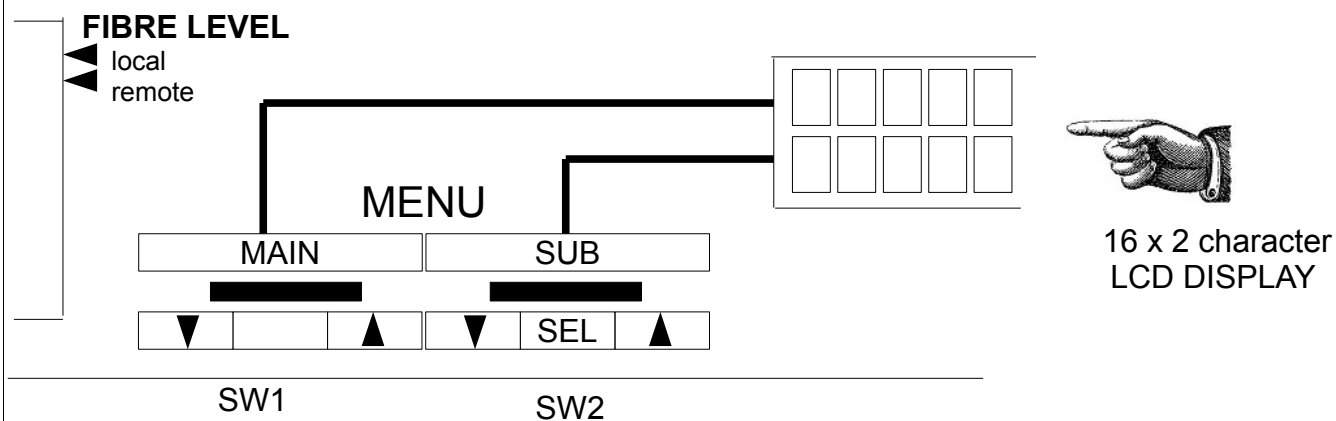 FIBRE LEVEL
local
remote
MENU
MAIN SUB
SEL
SW1 SW2
16 x 2 character
LCD DISPLAY